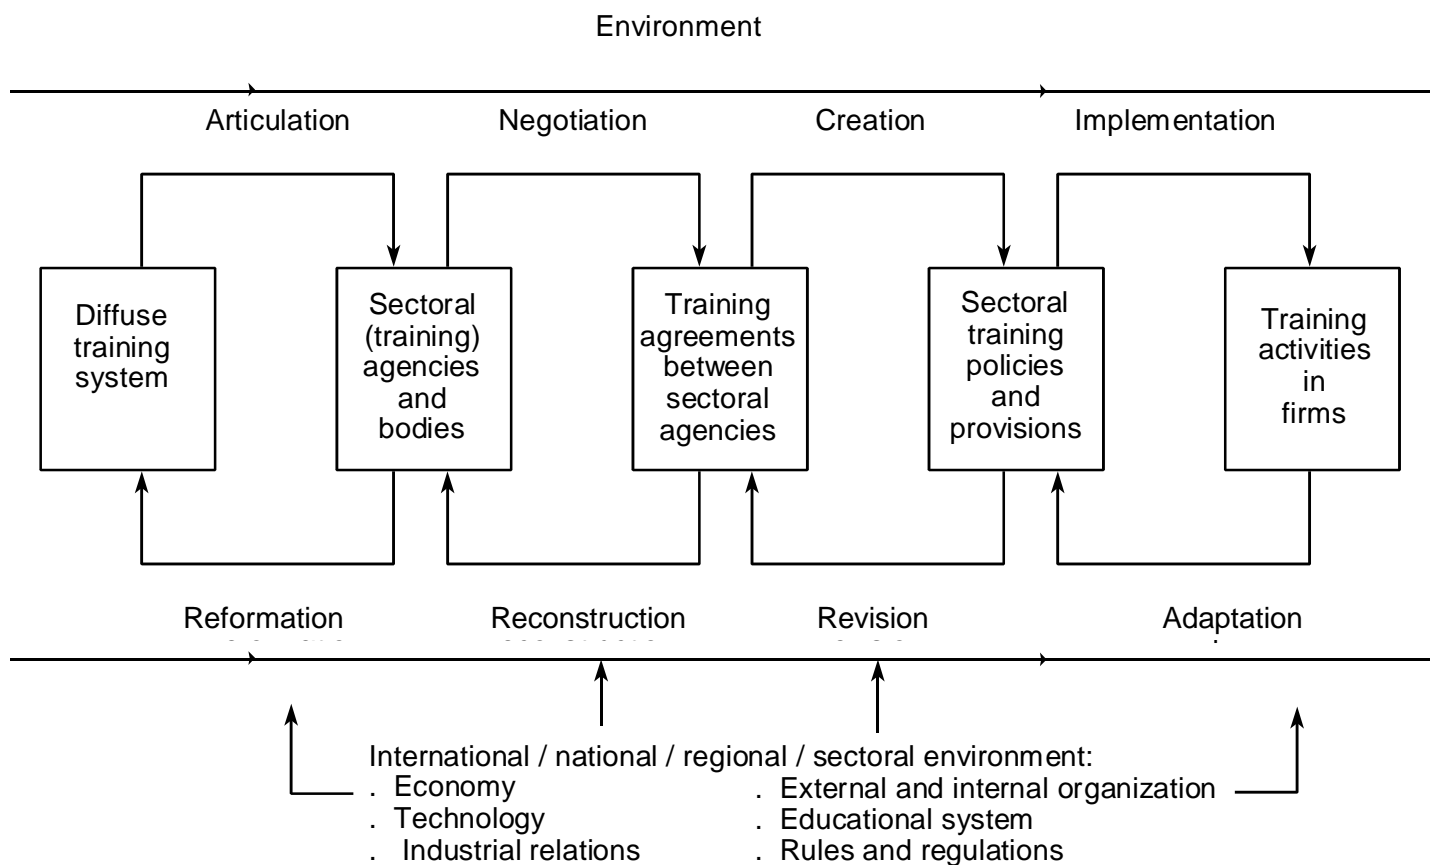 Environment
Articulation
Negotiation
Creation
Implementation
Diffuse
training
system
Sectoral
(training)
agencies
and
bodies
Training
agreements
between
sectoral
agencies
Sectoral
training
policies
and
provisions
Training
activities
in
firms
Reformation
Reconstruction
Revision
Adaptation
International / national / regional / sectoral environment:
. Economy
. Technology
. Industrial relations
. External and internal organization
. Educational system
. Rules and regulations